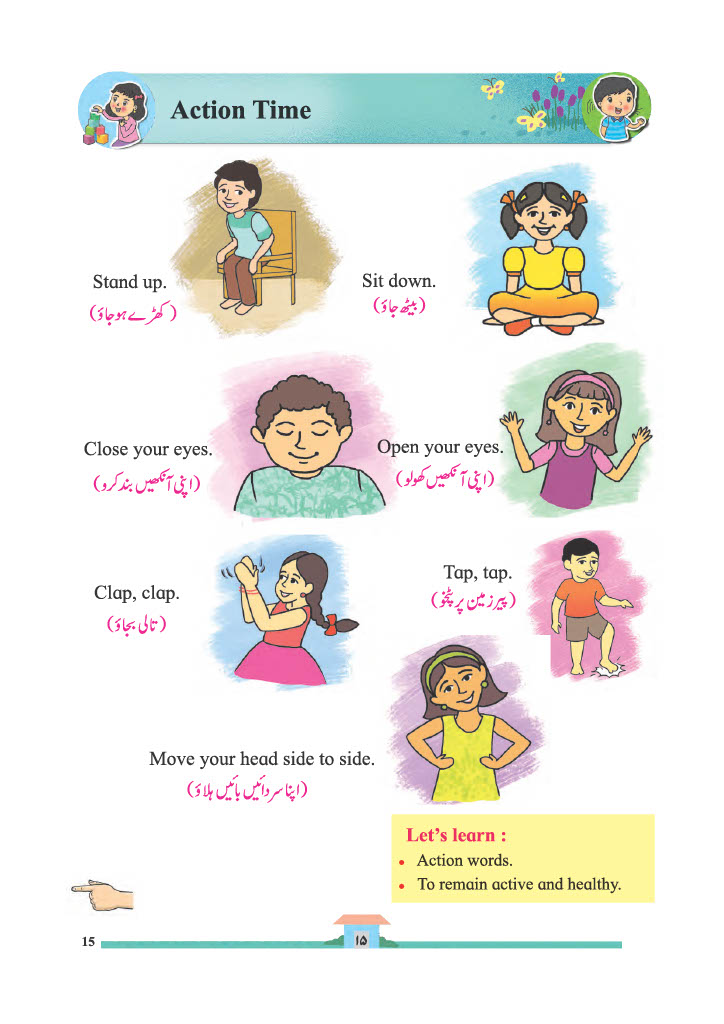 Action Time
Stand up.
(کھڑے ہو جاؤ)
Sit down.
(بیٹھ جاؤ)
Close your eyes.
(اپنی آنکھیں بند کرو)
Open your eyes.
(اپنی آنکھیں کھولو)
Clap, clap.
(تالی بجاؤ)
Tap, tap.
(پیر زمین پر پٹخو)
Move your head side to side.
(اپنا سر دائیں بائیں ہلاؤ)
Let’s learn :
• Action words.
• To remain active and healthy.
15
۱۵